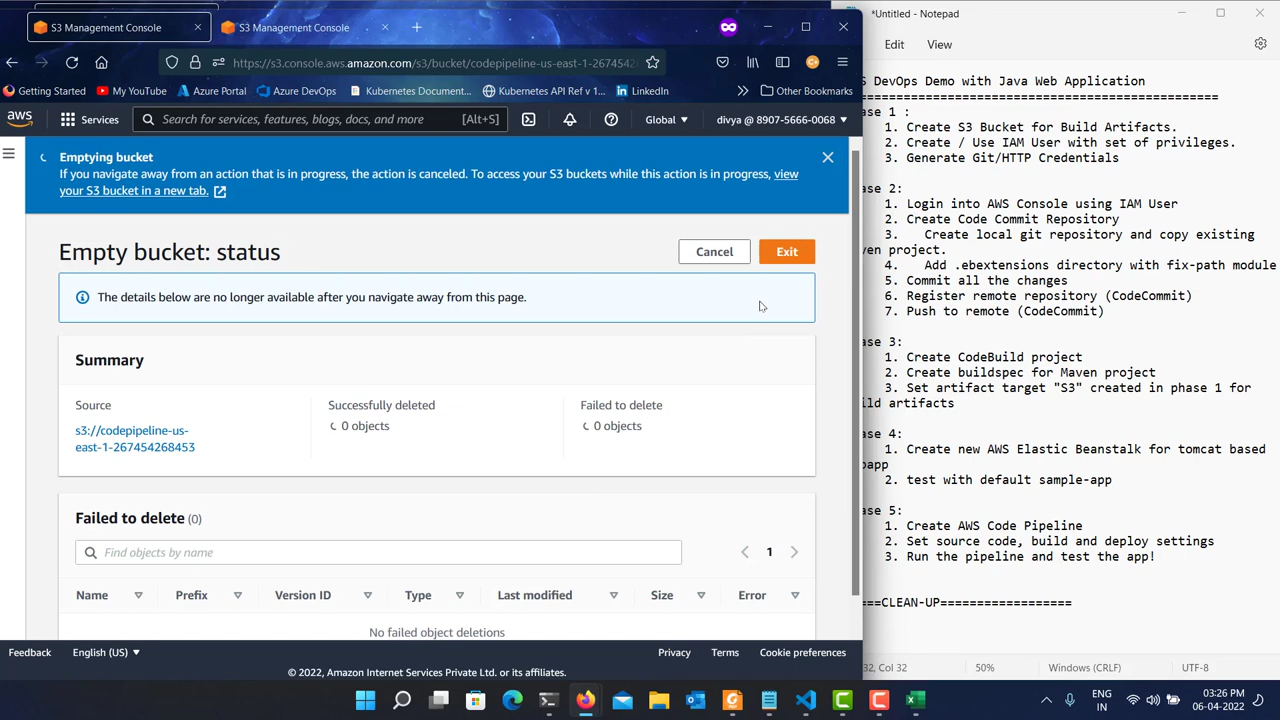 S3 Management Console
S3 Management Console
*Untitled - Notepad
https://s3.console.aws.amazon.com/s3/bucket/codepipeline-us-east-1-2674542
Edit View
Getting Started
My YouTube
Azure Portal
Azure DevOps
Kubernetes Document...
Kubernetes API Ref v 1...
LinkedIn
Other Bookmarks
aws
Services
Search for services, features, blogs, docs, and more
[Alt+S]
Global
divya @ 8907-5666-0068
Emptying bucket
If you navigate away from an action that is in progress, the action is canceled. To access your S3 buckets while this action is in progress, view
your S3 bucket in a new tab.
Empty bucket: status
Cancel
Exit
The details below are no longer available after you navigate away from this page.
Summary
Source
s3://codepipeline-us-
east-1-267454268453
Successfully deleted
0 objects
Failed to delete
0 objects
Failed to delete (0)
Find objects by name
1
Name
Prefix
Version ID
Type
Last modified
Size
Error
No failed object deletions
Feedback
English (US)
Privacy
Terms
Cookie preferences
© 2022, Amazon Internet Services Private Ltd. or its affiliates.
S DevOps Demo with Java Web Application
===============================================
ase 1 :
1. Create S3 Bucket for Build Artifacts.
2. Create / Use IAM User with set of privileges.
3. Generate Git/HTTP Credentials
ase 2:
1. Login into AWS Console using IAM User
2. Create Code Commit Repository
3. Create local git repository and copy existing
ven project.
4. Add .ebextensions directory with fix-path module
5. Commit all the changes
6. Register remote repository (CodeCommit)
7. Push to remote (CodeCommit)
ase 3:
1. Create CodeBuild project
2. Create buildspec for Maven project
3. Set artifact target "S3" created in phase 1 for
ild artifacts
ase 4:
1. Create new AWS Elastic Beanstalk for tomcat based
bapp
2. test with default sample-app
ase 5:
1. Create AWS Code Pipeline
2. Set source code, build and deploy settings
3. Run the pipeline and test the app!
===CLEAN-UP==================
32, Col 32
50%
Windows (CRLF)
UTF-8
ENG
IN
03:26 PM
06-04-2022